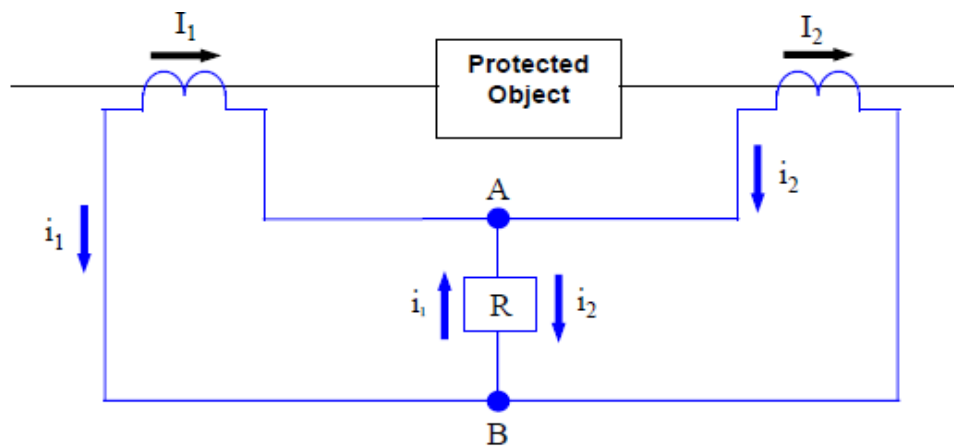 I₁
I₂
Protected
Object
i₁
i₂
A
i₁
R
i₂
B